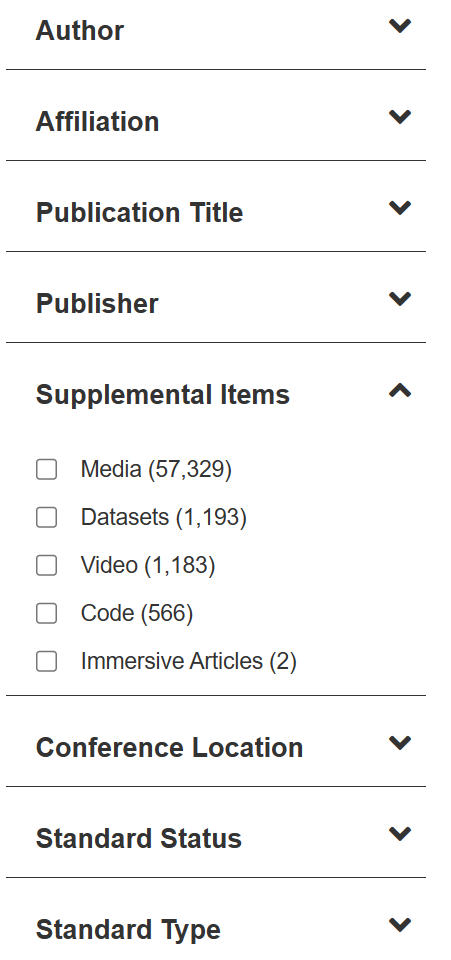 Author
Affiliation
Publication Title
Publisher
Supplemental Items
Media (57,329)
Datasets (1,193)
Video (1,183)
Code (566)
Immersive Articles (2)
Conference Location
Standard Status
Standard Type